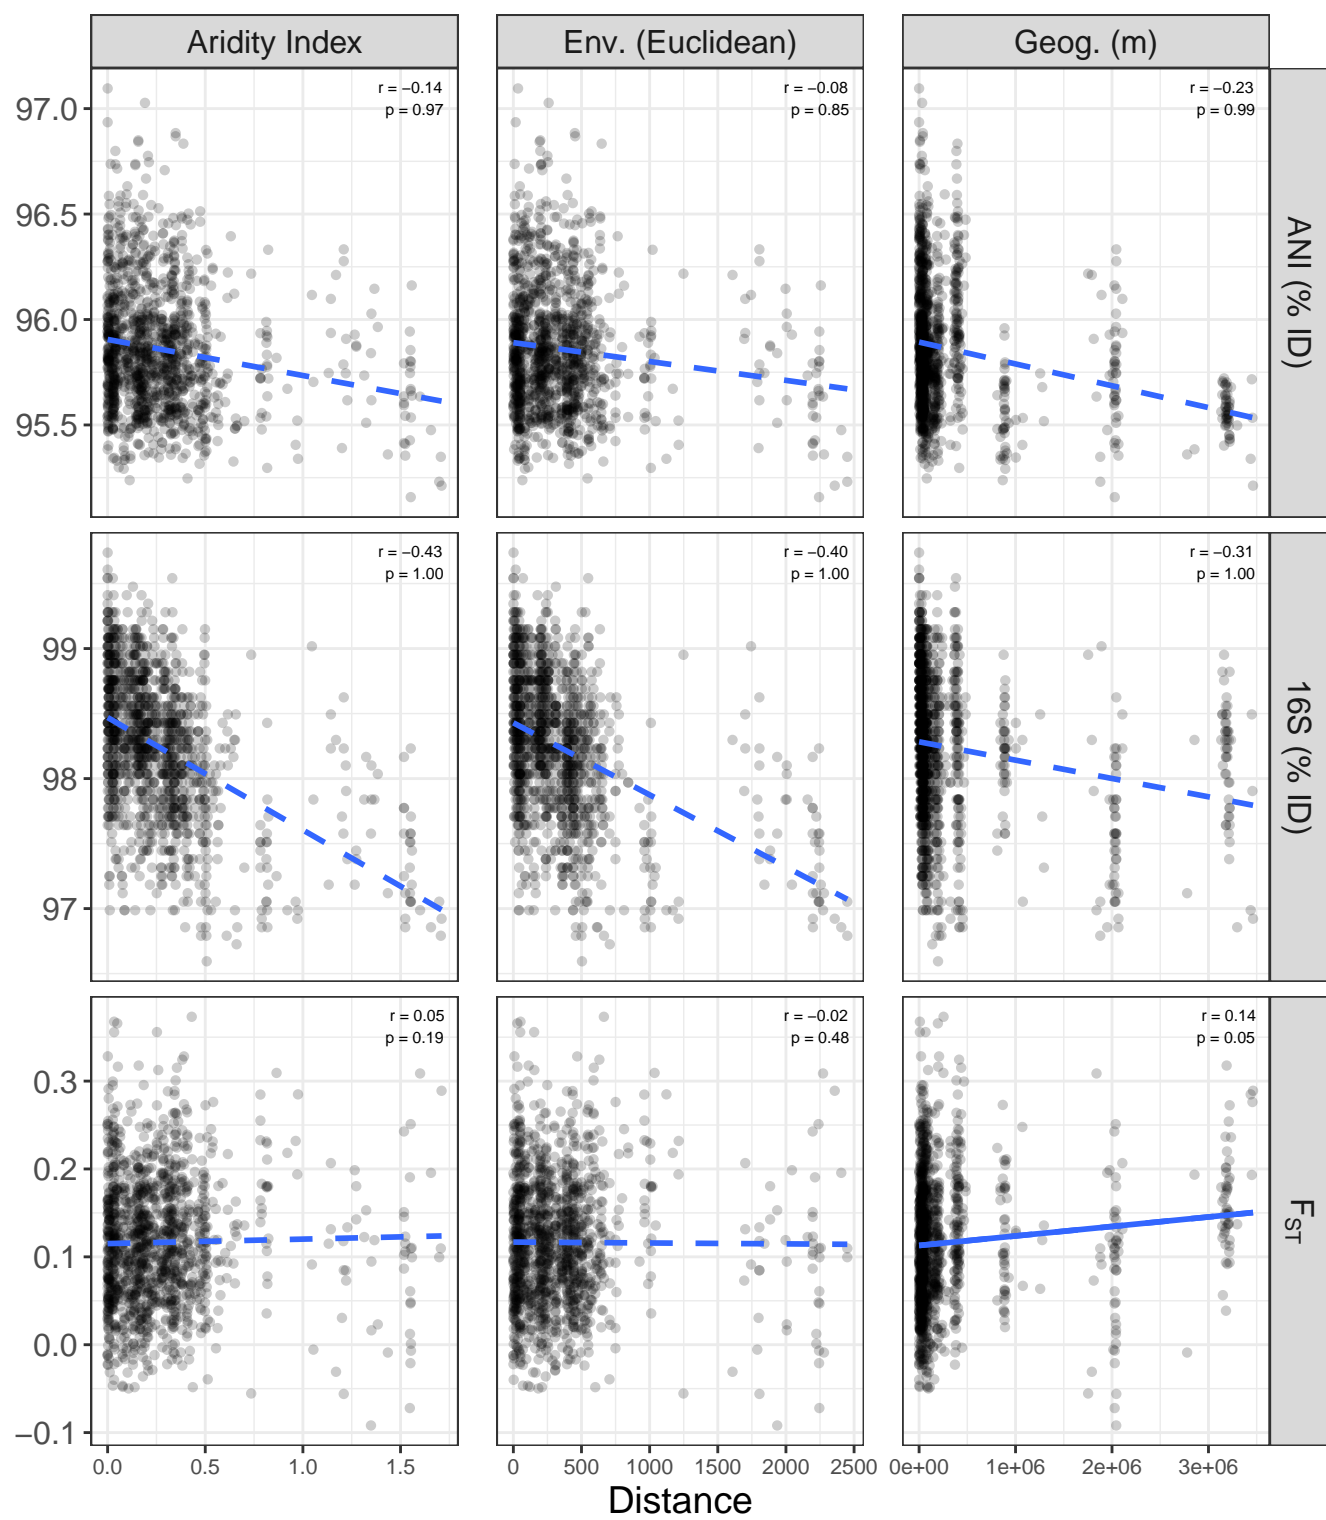 Aridity Index
Env. (Euclidean)
Geog. (m)
r = −0.14
p = 0.97
r = −0.08
p = 0.85
r = −0.23
p = 0.99
97.0
96.5
96.0
95.5
ANI (% ID)
r = −0.43
p = 1.00
r = −0.40
p = 1.00
r = −0.31
p = 1.00
99
98
97
16S (% ID)
r = 0.05
p = 0.19
r = −0.02
p = 0.48
r = 0.14
p = 0.05
0.3
0.2
0.1
0.0
−0.1
FST
0.0 0.5 1.0 1.5
0 500 1000 1500 2000 2500
0e+00 1e+06 2e+06 3e+06
Distance